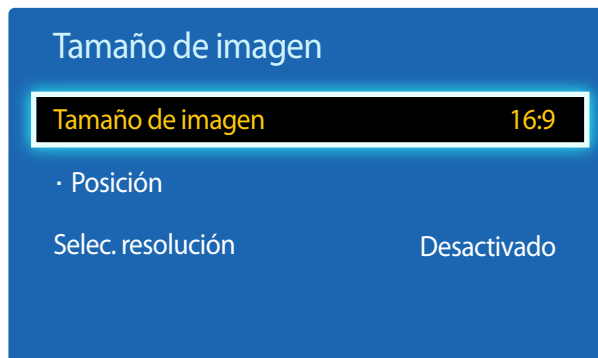 Tamaño de imagen
Tamaño de imagen 16:9
· Posición
Selec. resolución Desactivado